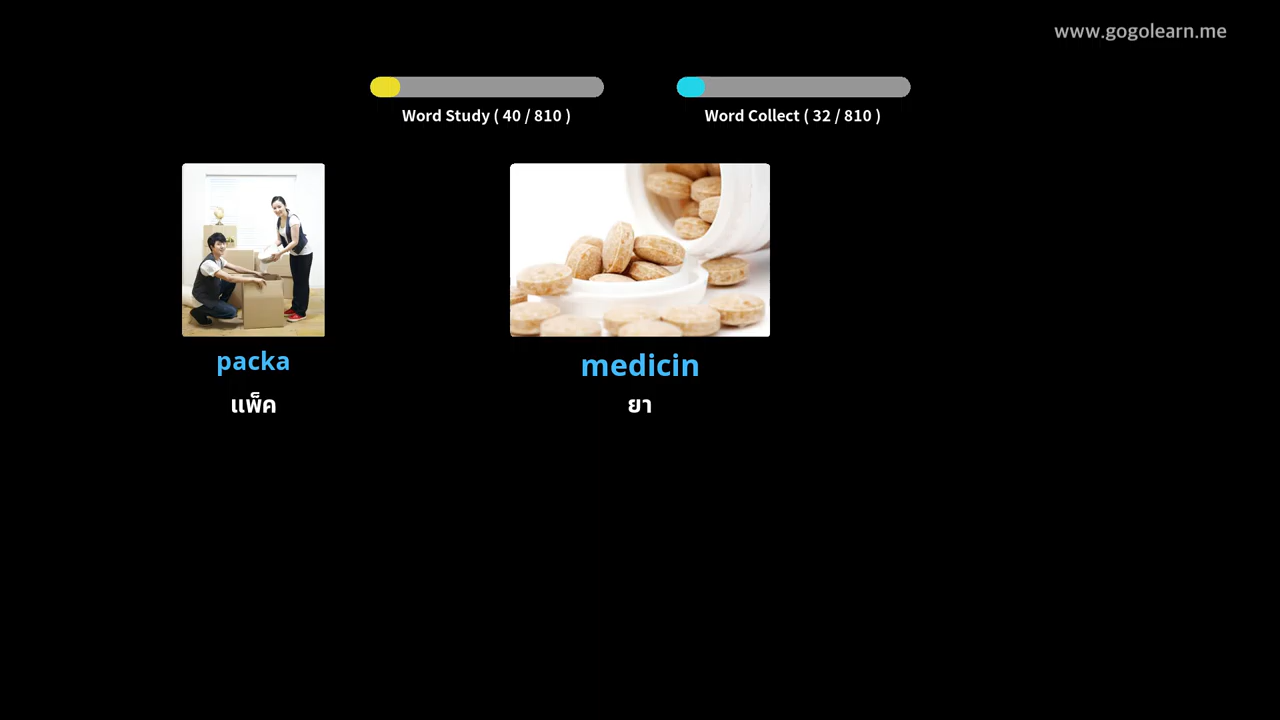 www.gogolearn.me
Word Study ( 40 / 810 )
Word Collect ( 32 / 810 )
packa
แพ็ค
medicin
ยา